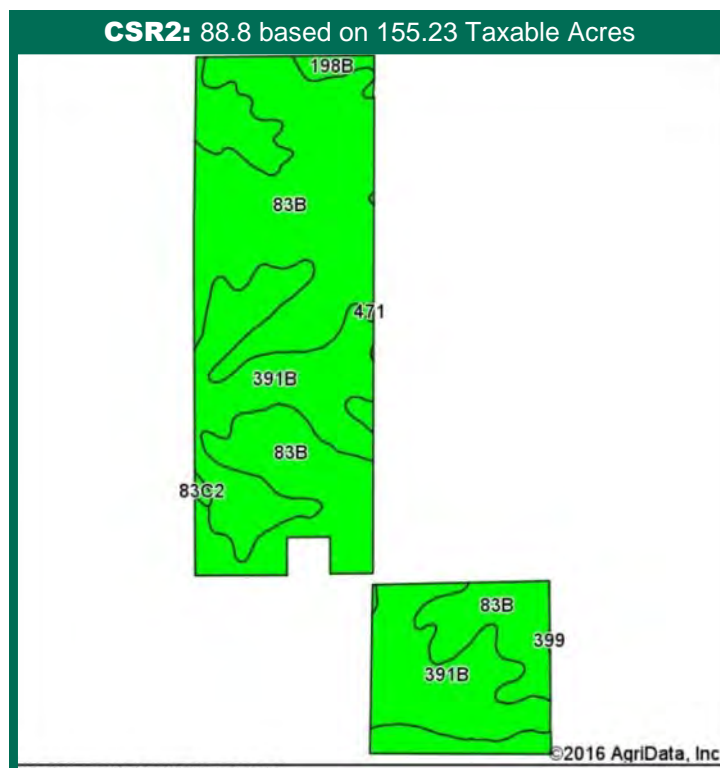 CSR2: 88.8 based on 155.23 Taxable Acres
198B
83B
471
391B
83B
83C2
83B
399
391B
©2016 AgriData, Inc